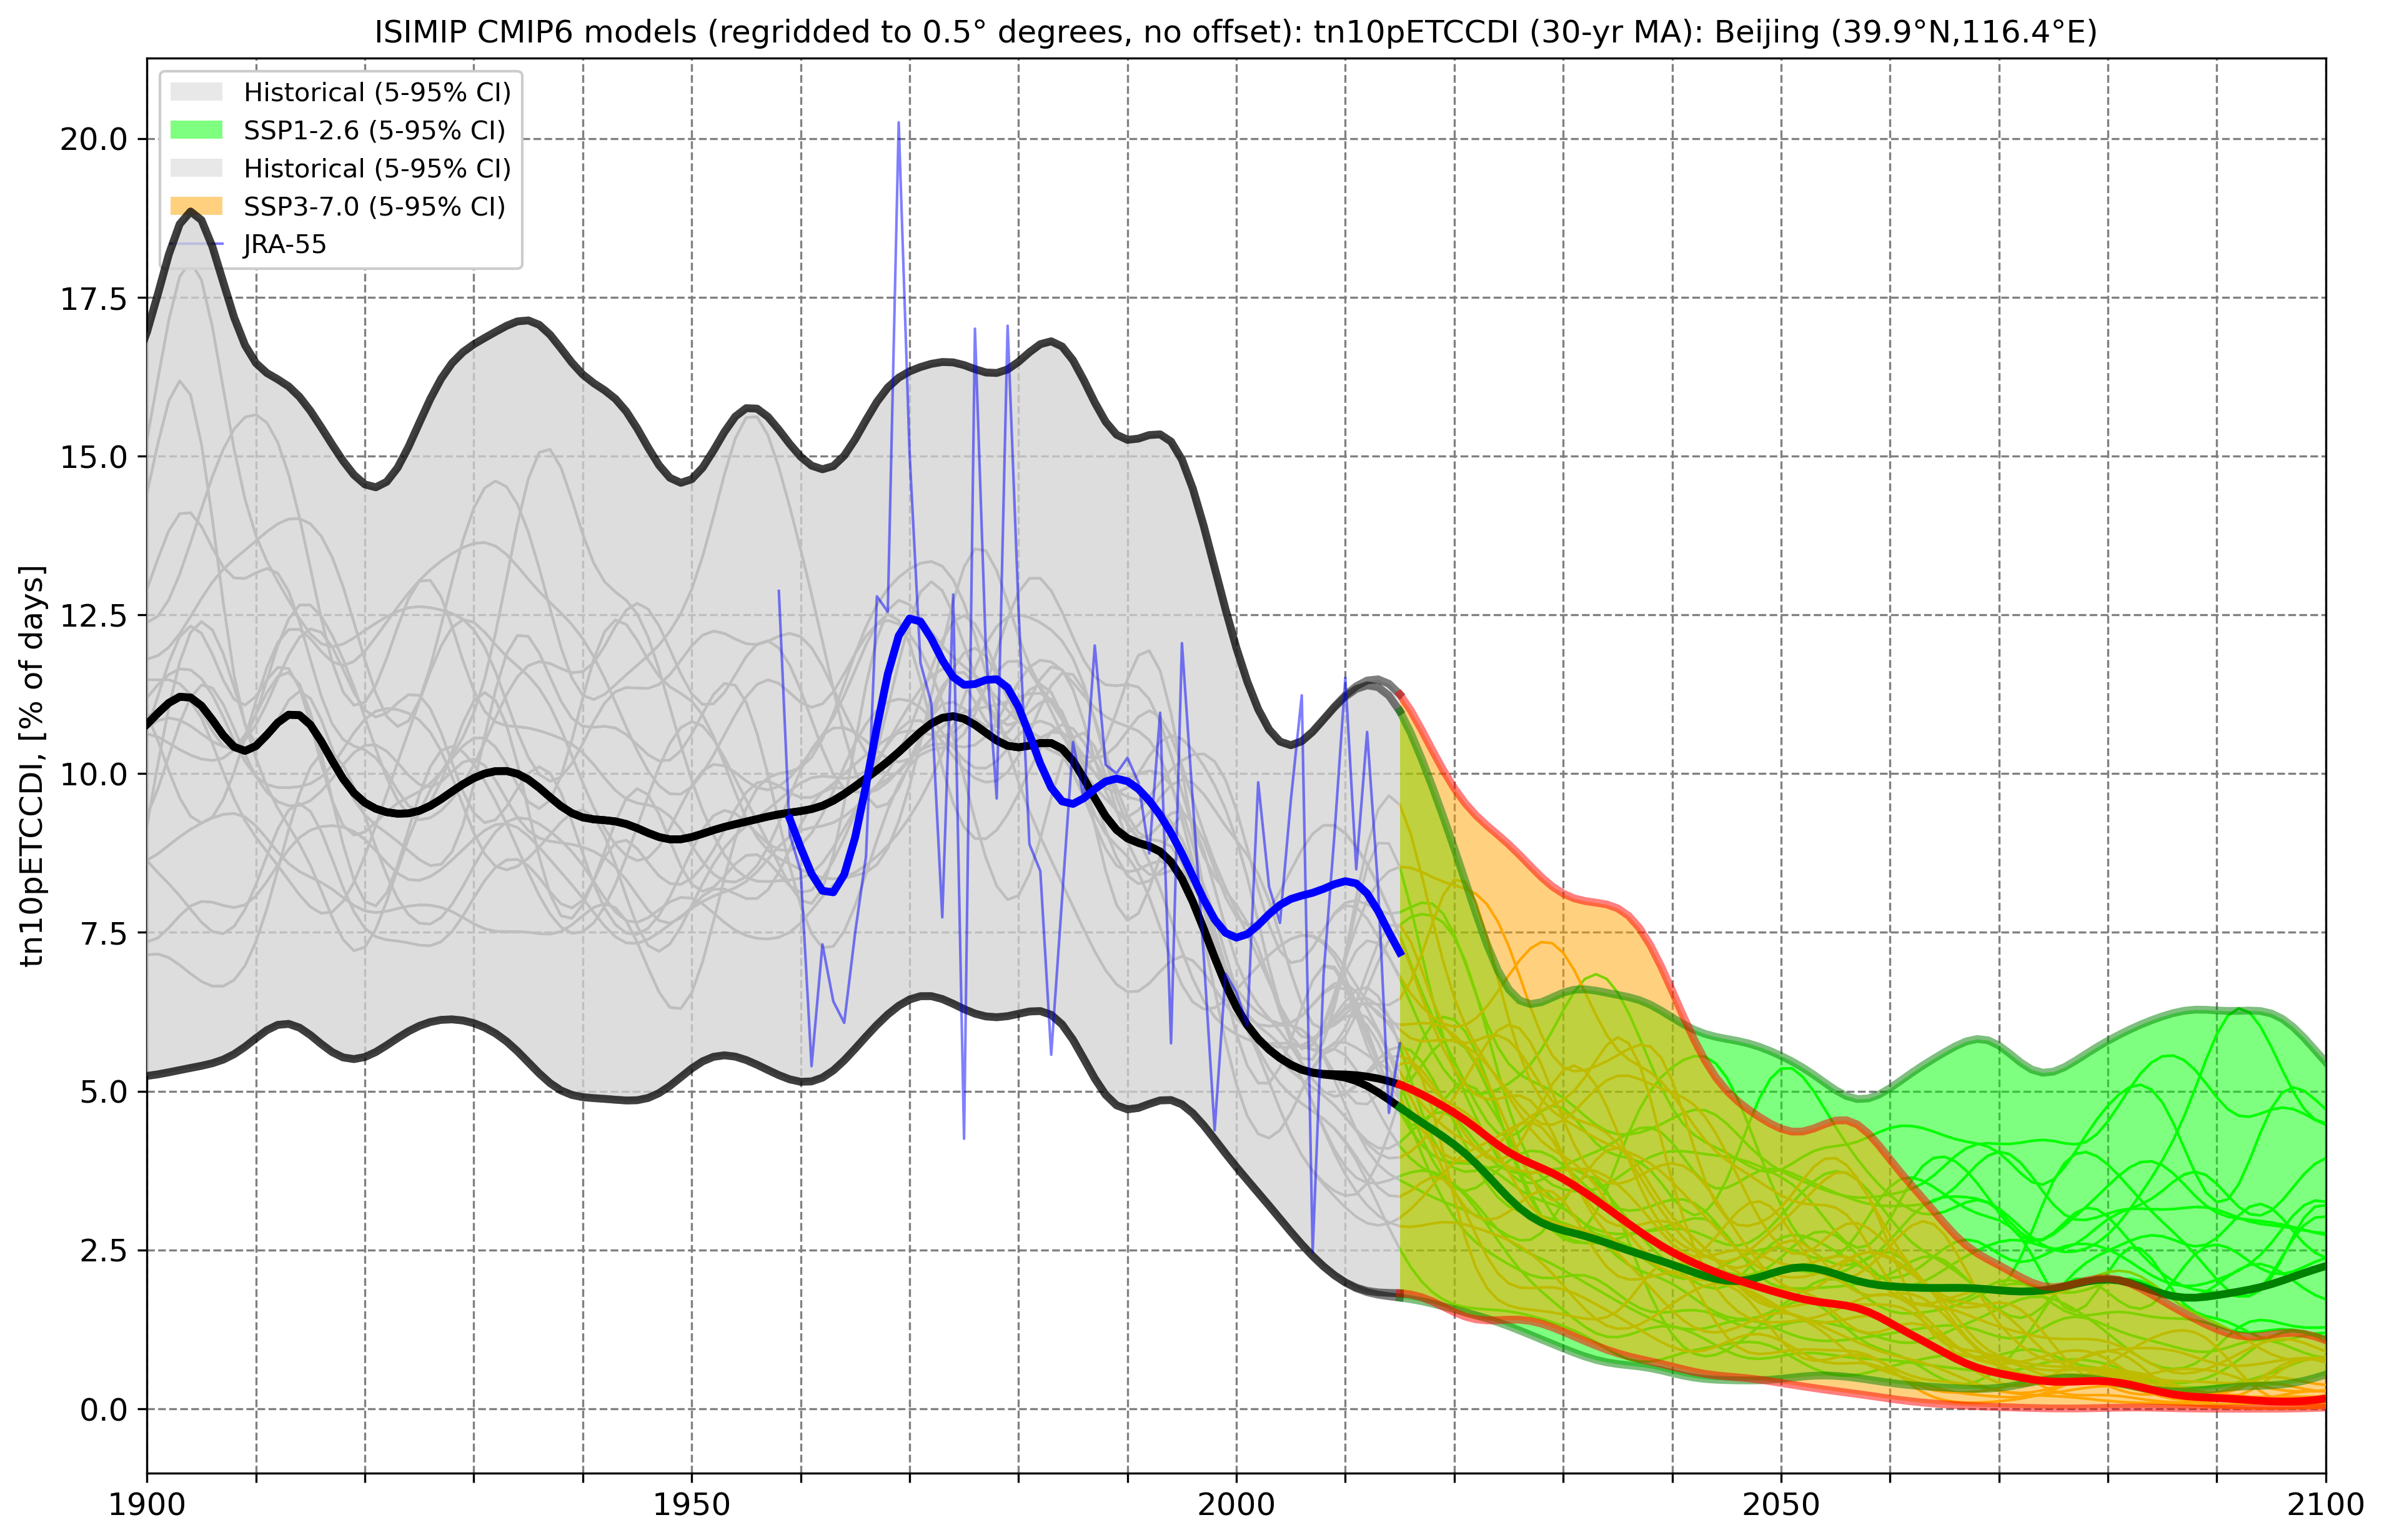 ISIMIP CMIP6 models (regridded to 0.5° degrees, no offset): tn10pETCCDI (30-yr MA): Beijing (39.9°N,116.4°E)
Historical (5-95% CI)
SSP1-2.6 (5-95% CI)
Historical (5-95% CI)
SSP3-7.0 (5-95% CI)
JRA-55
tn10pETCCDI, [% of days]
20.0
17.5
15.0
12.5
10.0
7.5
5.0
2.5
0.0
1900 1950 2000 2050 2100